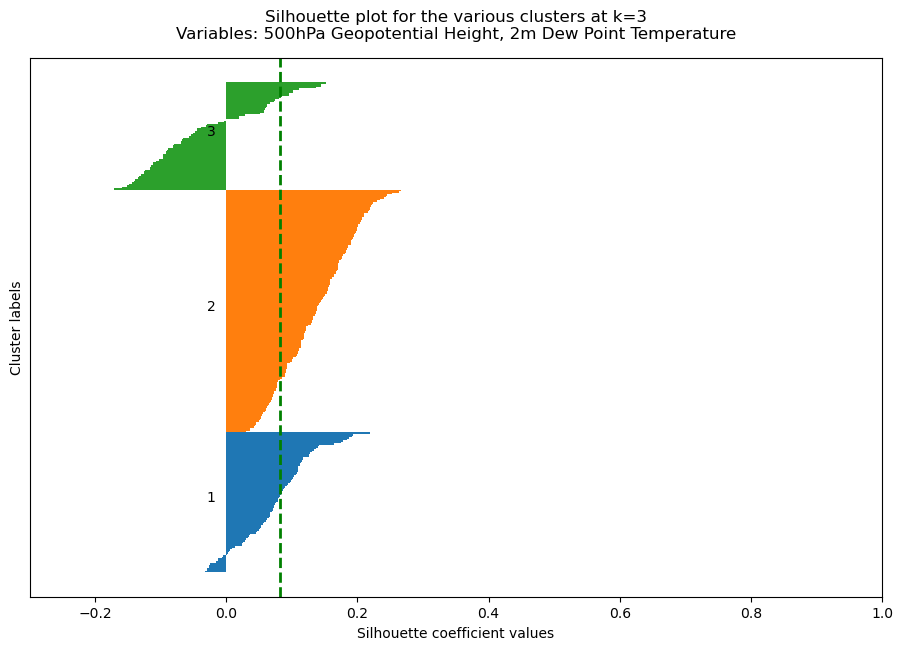 Silhouette plot for the various clusters at k=3
Variables: 500hPa Geopotential Height, 2m Dew Point Temperature
3
2
1
Cluster labels
−0.2 0.0 0.2 0.4 0.6 0.8 1.0
Silhouette coefficient values